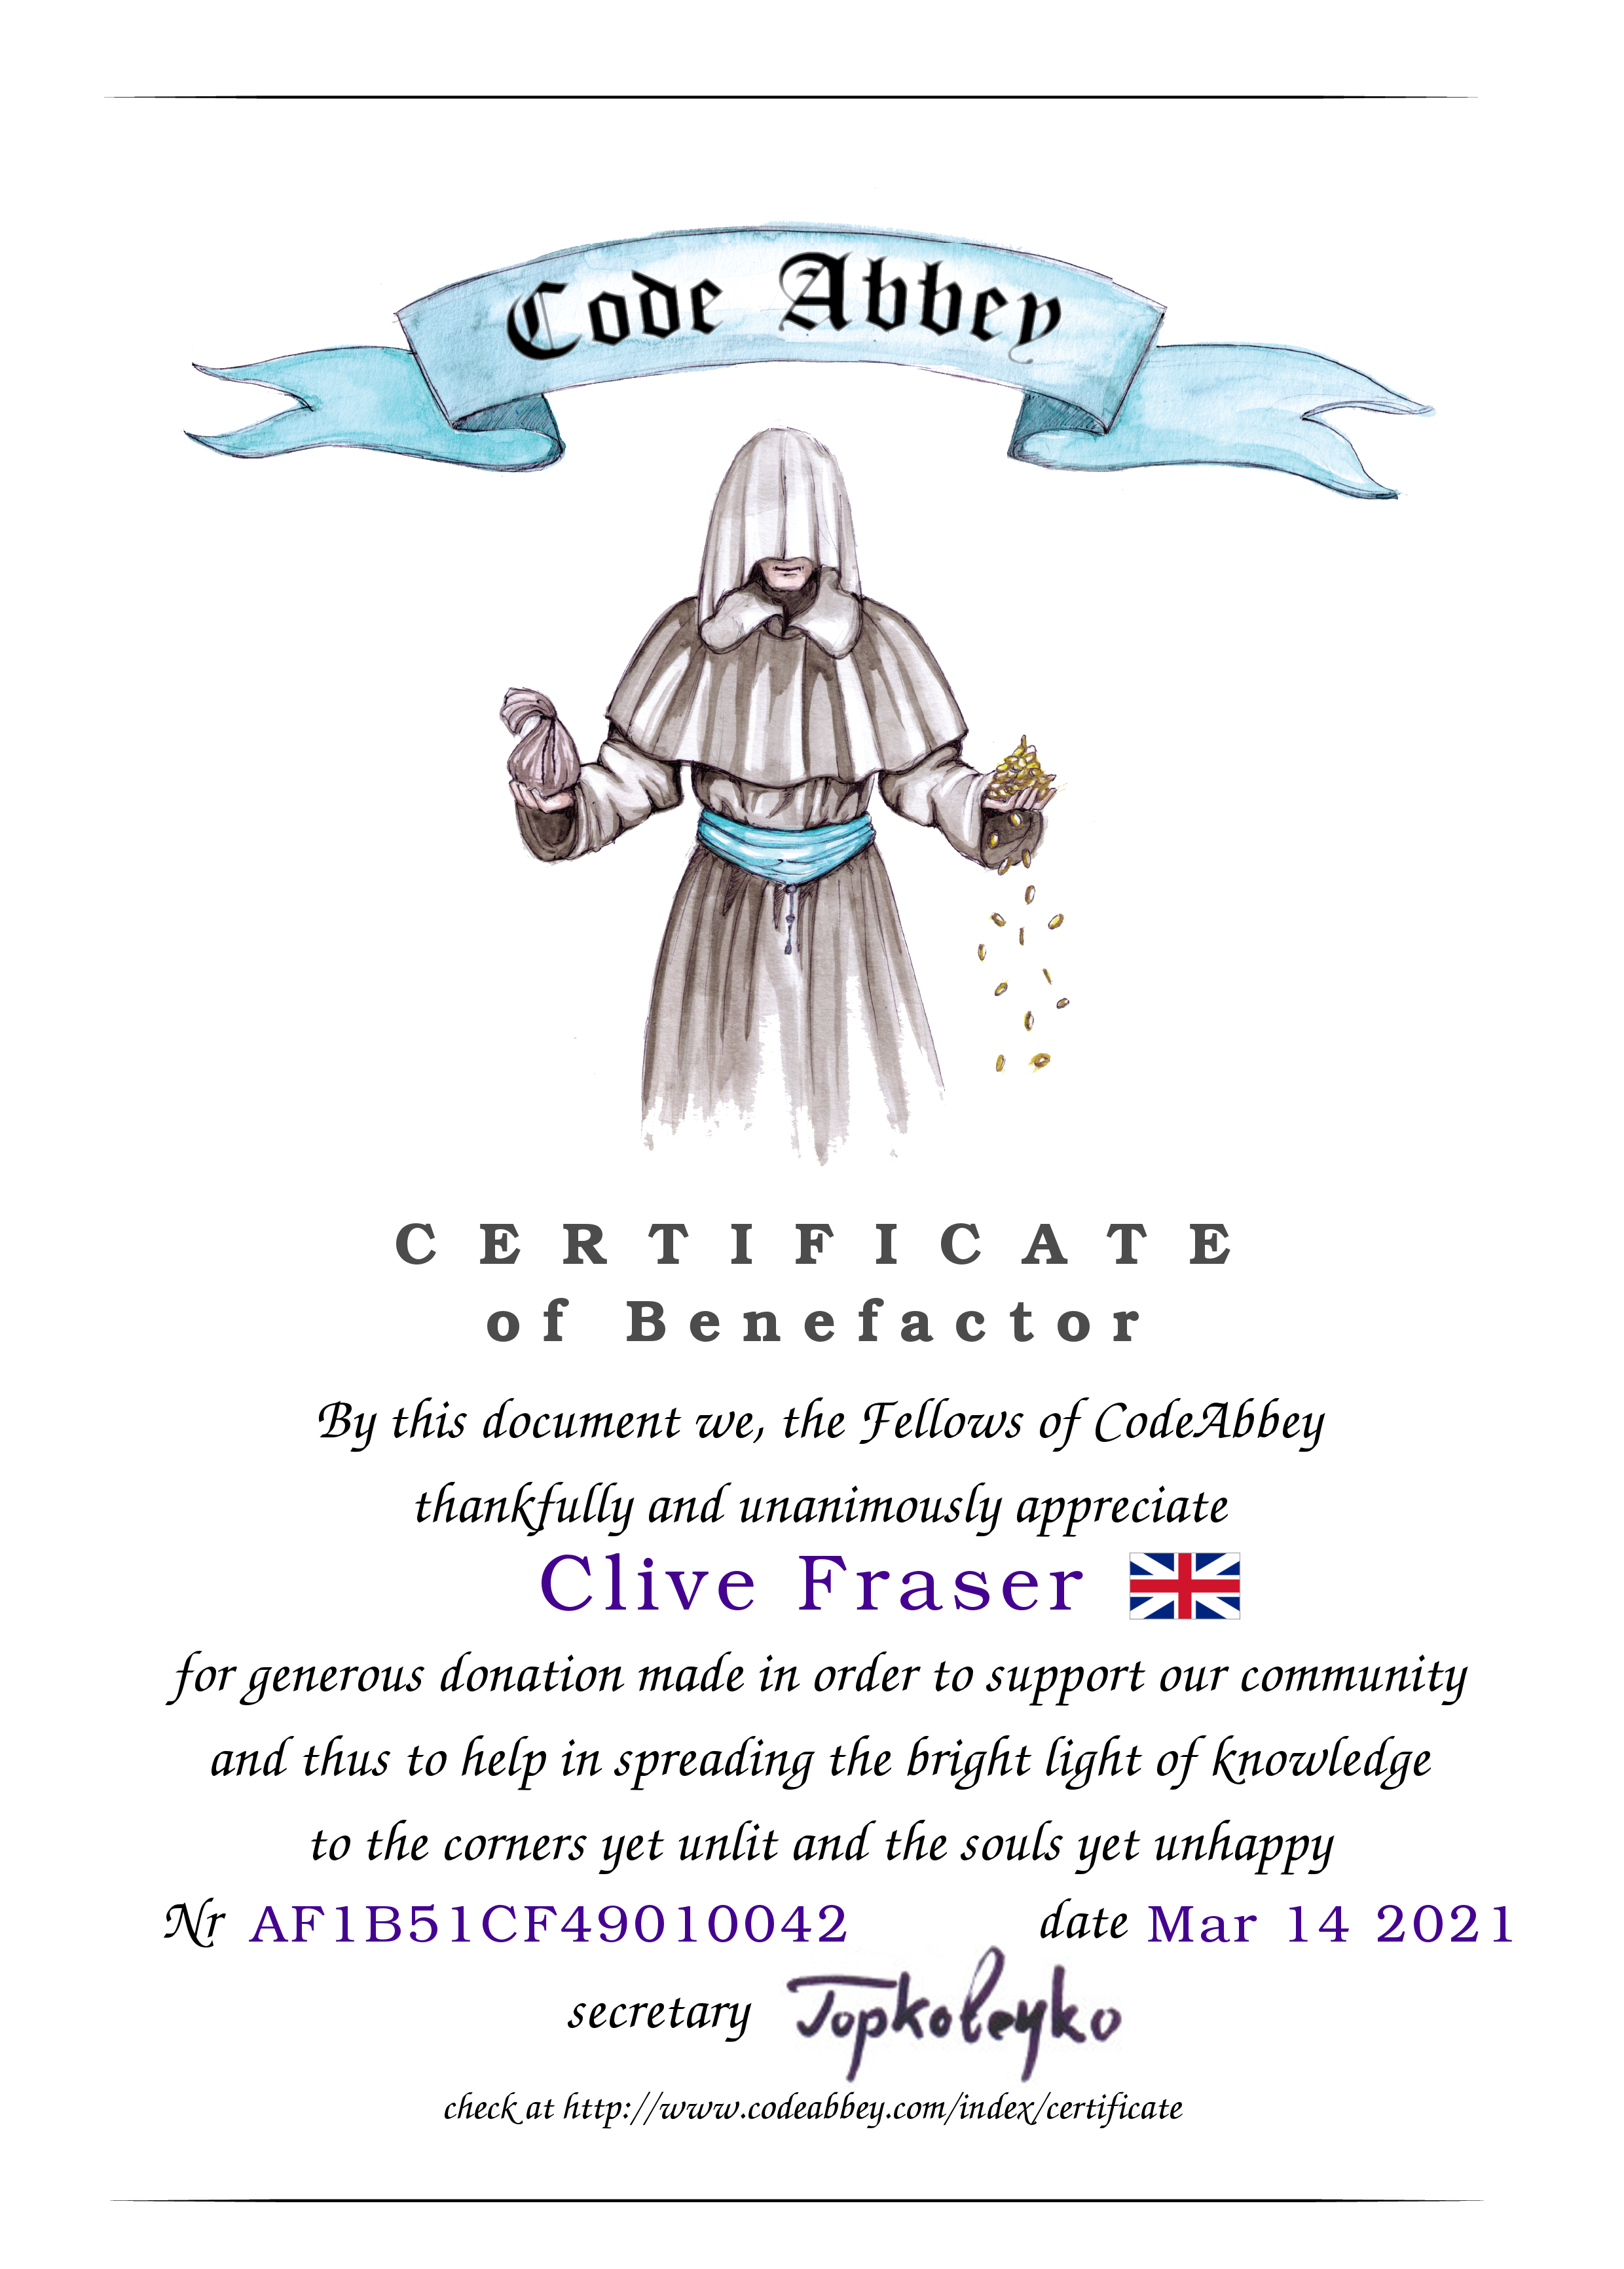 Code Abbey
CERTIFICATE
of Benefactor
By this document we, the Fellows of CodeAbbey
thankfully and unanimously appreciate
Clive Fraser
for generous donation made in order to support our community
and thus to help in spreading the bright light of knowledge
to the corners yet unlit and the souls yet unhappy
Nr AF1B51CF49010042 date Mar 14 2021
secretary
check at http://www.codeabbey.com/index/certificate